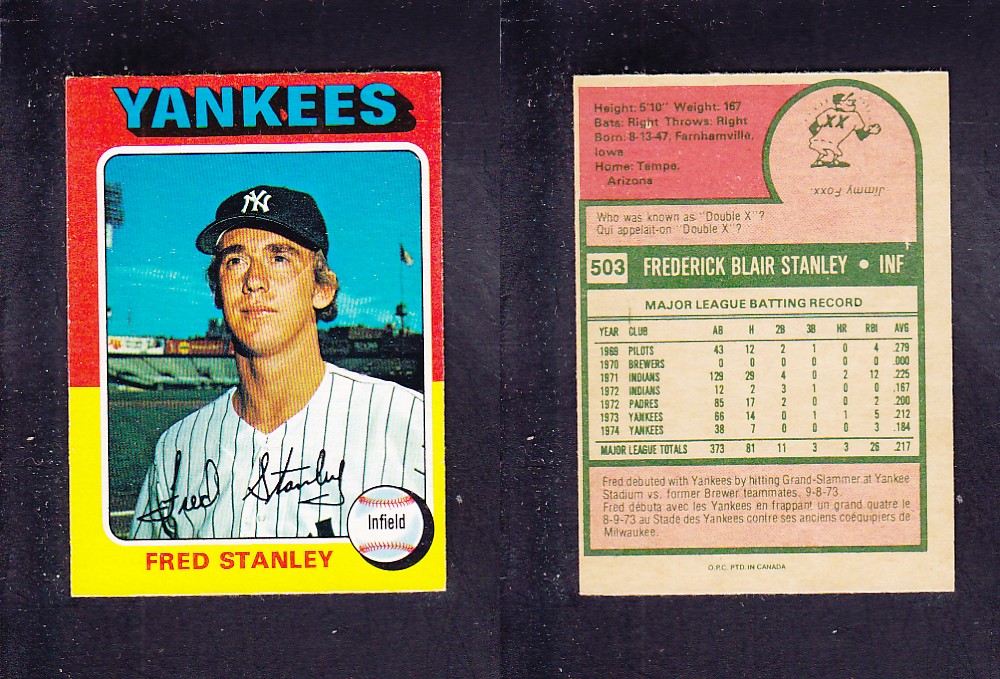 YANKEES
NY
Fred Stanley
Infield
FRED STANLEY
Height: 5'10" Weight: 167
Bats: Right Throws: Right
Born: 8-13-47, Farnhamville,
Iowa
Home: Tempe,
Arizona
XX
Jimmy Foxx
Who was known as "Double X"?
Qui appelait-on "Double X"?
503 FREDERICK BLAIR STANLEY • INF
MAJOR LEAGUE BATTING RECORD
YEAR CLUB AB H 2B 3B HR RBI AVG
1969 PILOTS 43 12 2 1 0 4 .279
1970 BREWERS 0 0 0 0 0 0 .000
1971 INDIANS 129 29 4 0 2 12 .225
1972 INDIANS 12 2 3 1 0 0 .167
1972 PADRES 85 17 2 0 0 2 .200
1973 YANKEES 66 14 0 1 1 5 .212
1974 YANKEES 38 7 0 0 0 3 .184
MAJOR LEAGUE TOTALS 373 81 11 3 3 26 .217
Fred debuted with Yankees by hitting Grand-Slammer at Yankee
Stadium vs. former Brewer teammates, 9-8-73.
Fred débuta avec les Yankees en frappant un grand quatre le
8-9-73 au Stade des Yankees contre ses anciens coéquipiers de
Milwaukee.
O.P.C. PTD. IN CANADA